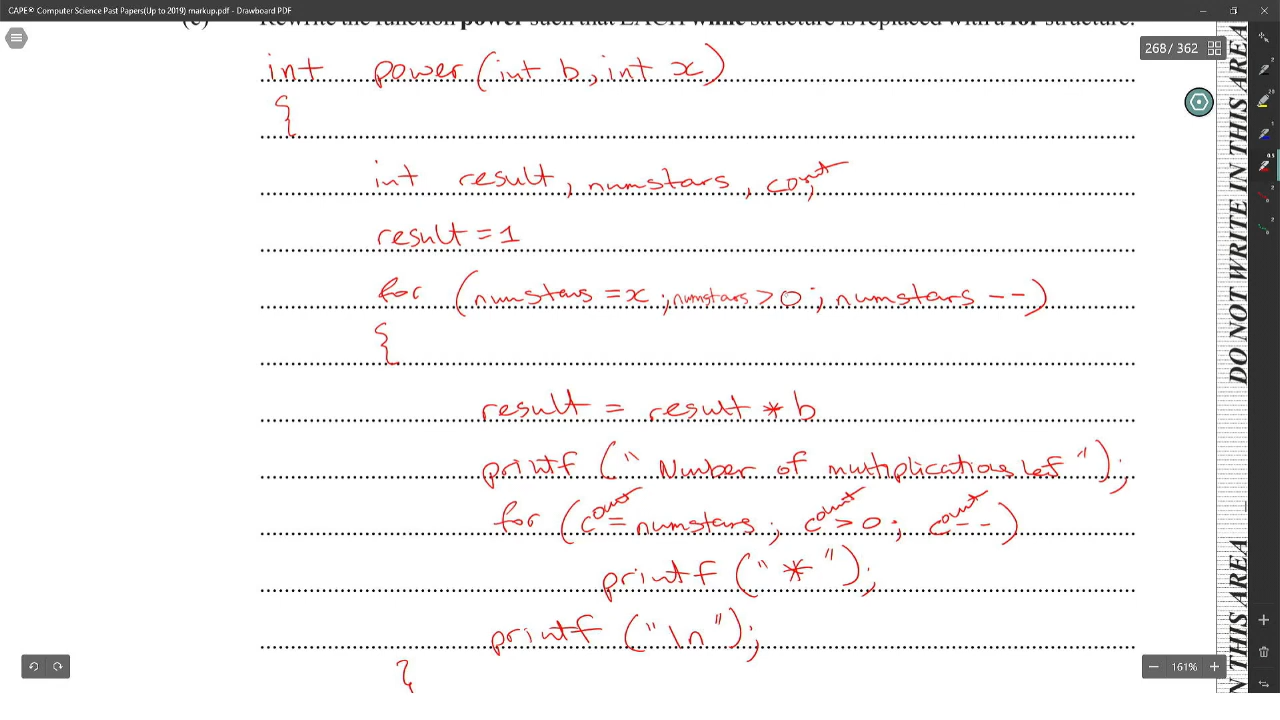 CAPE® Computer Science Past Papers(Up to 2019) markup.pdf - Drawboard PDF
Rewrite the function power such that EACH while structure is replaced with a for structure.
268 / 362
int power (int b, int x)
{
int result, numstars, count;
result = 1
for (numstars = x ; numstars > 0 ; numstars --)
{
result = result * b
printf (" Number of multiplications lef ");
for (count = numstars ; count > 0 ; count --)
printf (" * ");
printf (" \n ");
}
161%
DO NOT WRITE IN THIS AREA